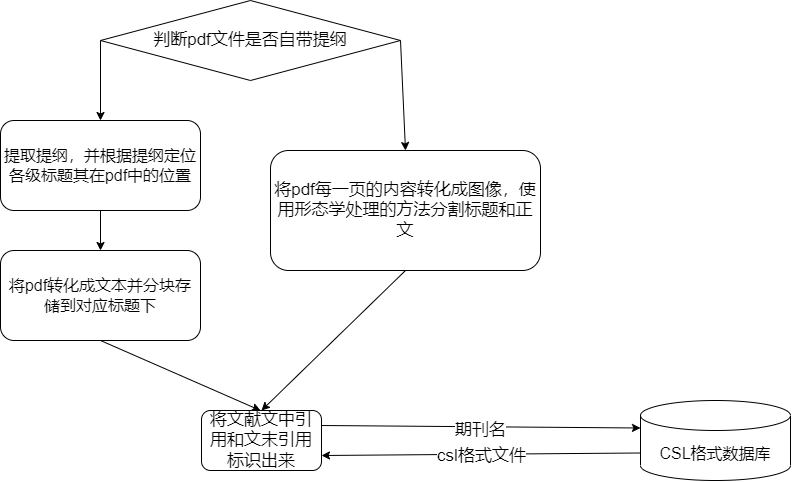 判断pdf文件是否自带提纲
提取提纲，并根据提纲定位
各级标题其在pdf中的位置
将pdf每一页的内容转化成图像，使
用形态学处理的方法分割标题和正
文
将pdf转化成文本并分块存
储到对应标题下
将文献文中引
用和文末引用
标识出来
期刊名
csl格式文件
CSL格式数据库